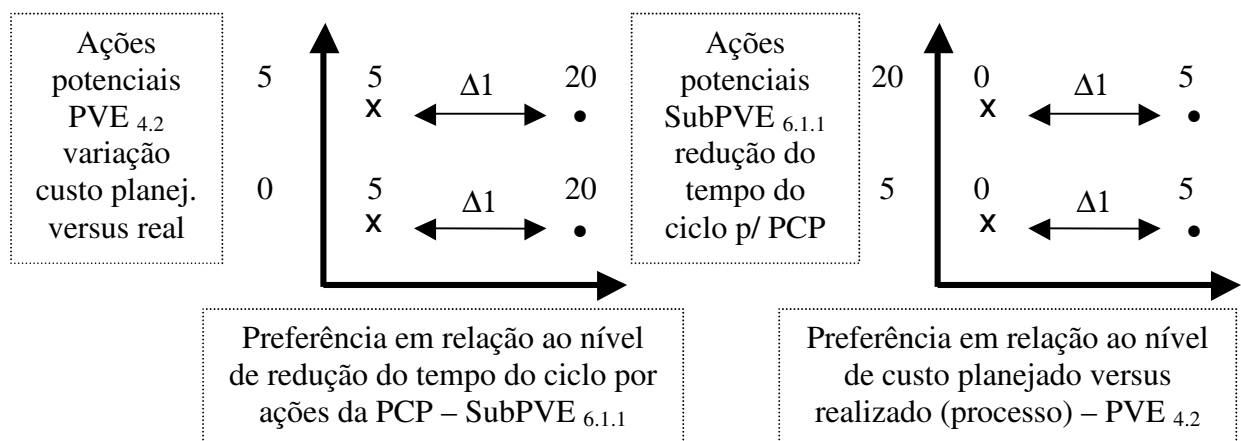 Ações
potenciais
PVE 4.2
variação
custo planej.
versus real
5
5
Δ1
20
x
•
0
5
Δ1
20
x
•
Preferência em relação ao nível
de redução do tempo do ciclo por
ações da PCP – SubPVE 6.1.1
Ações
potenciais
SubPVE 6.1.1
redução do
tempo do
ciclo p/ PCP
20
0
Δ1
5
x
•
5
0
Δ1
5
x
•
Preferência em relação ao nível
de custo planejado versus
realizado (processo) – PVE 4.2